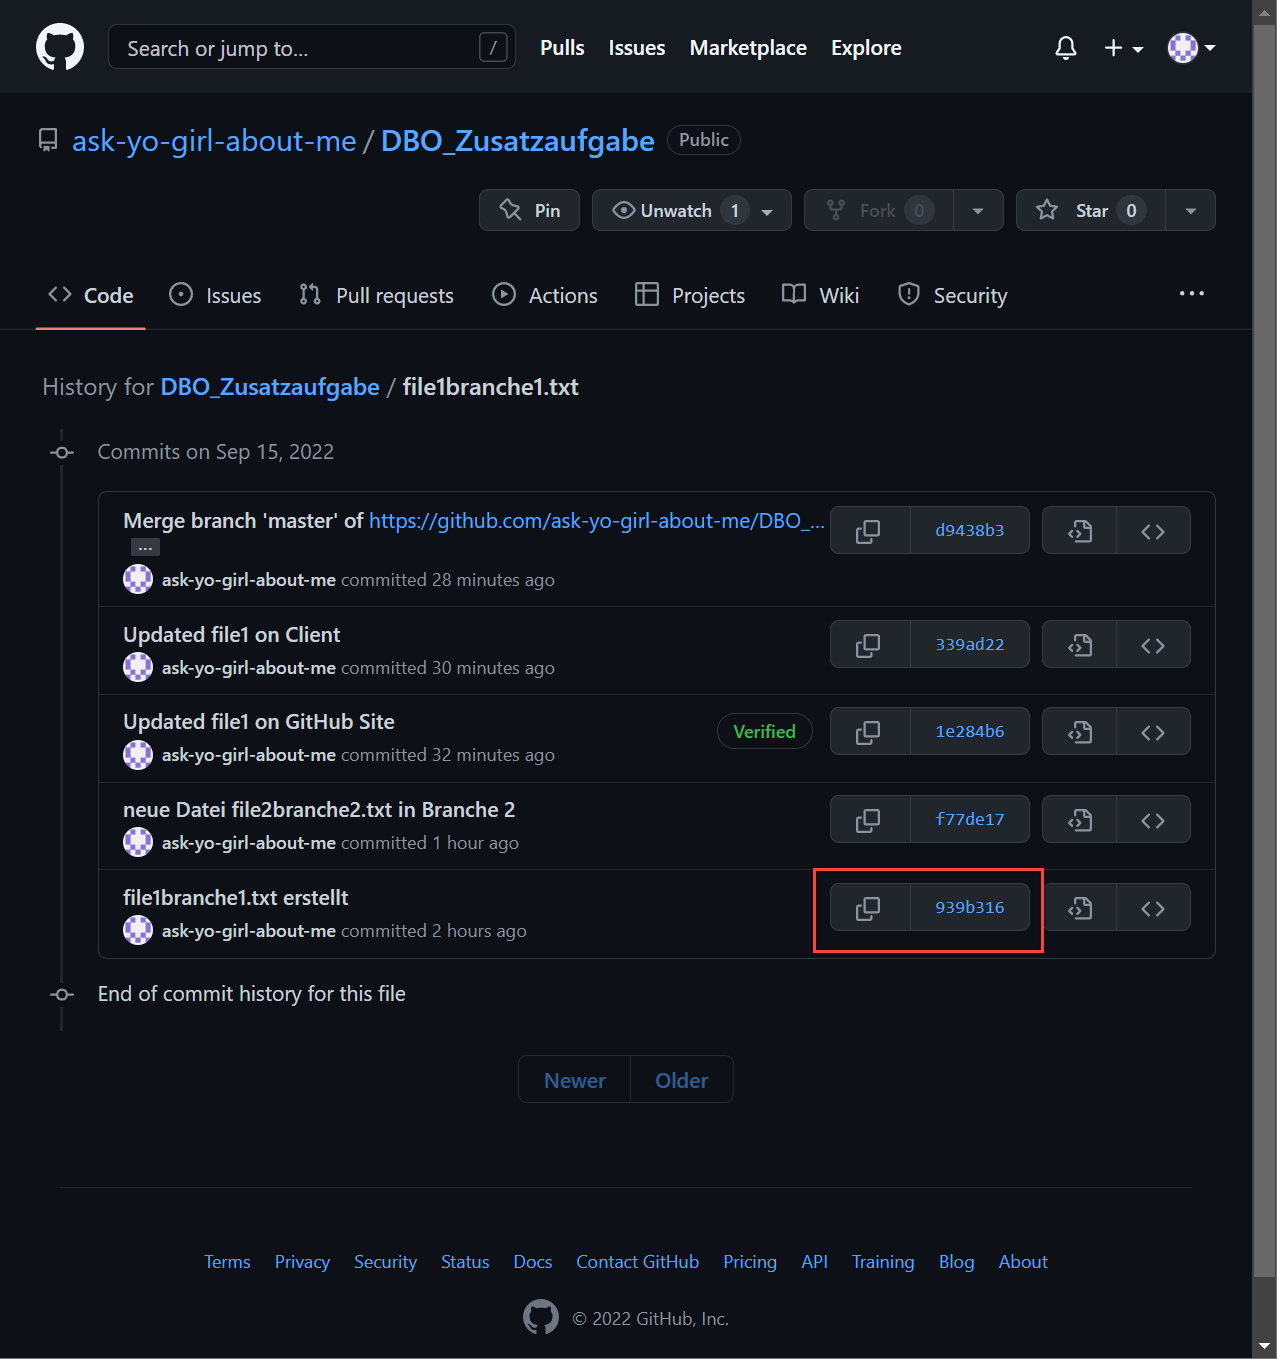 Search or jump to... / Pulls Issues Marketplace Explore
ask-yo-girl-about-me / DBO_Zusatzaufgabe Public
Pin Unwatch 1 Fork 0 Star 0
Code Issues Pull requests Actions Projects Wiki Security ...
History for DBO_Zusatzaufgabe / file1branche1.txt
Commits on Sep 15, 2022
Merge branch 'master' of https://github.com/ask-yo-girl-about-me/DBO_... d9438b3
...
ask-yo-girl-about-me committed 28 minutes ago
Updated file1 on Client 339ad22
ask-yo-girl-about-me committed 30 minutes ago
Updated file1 on GitHub Site Verified 1e284b6
ask-yo-girl-about-me committed 32 minutes ago
neue Datei file2branche2.txt in Branche 2 f77de17
ask-yo-girl-about-me committed 1 hour ago
file1branche1.txt erstellt 939b316
ask-yo-girl-about-me committed 2 hours ago
End of commit history for this file
Newer Older
Terms Privacy Security Status Docs Contact GitHub Pricing API Training Blog About
© 2022 GitHub, Inc.